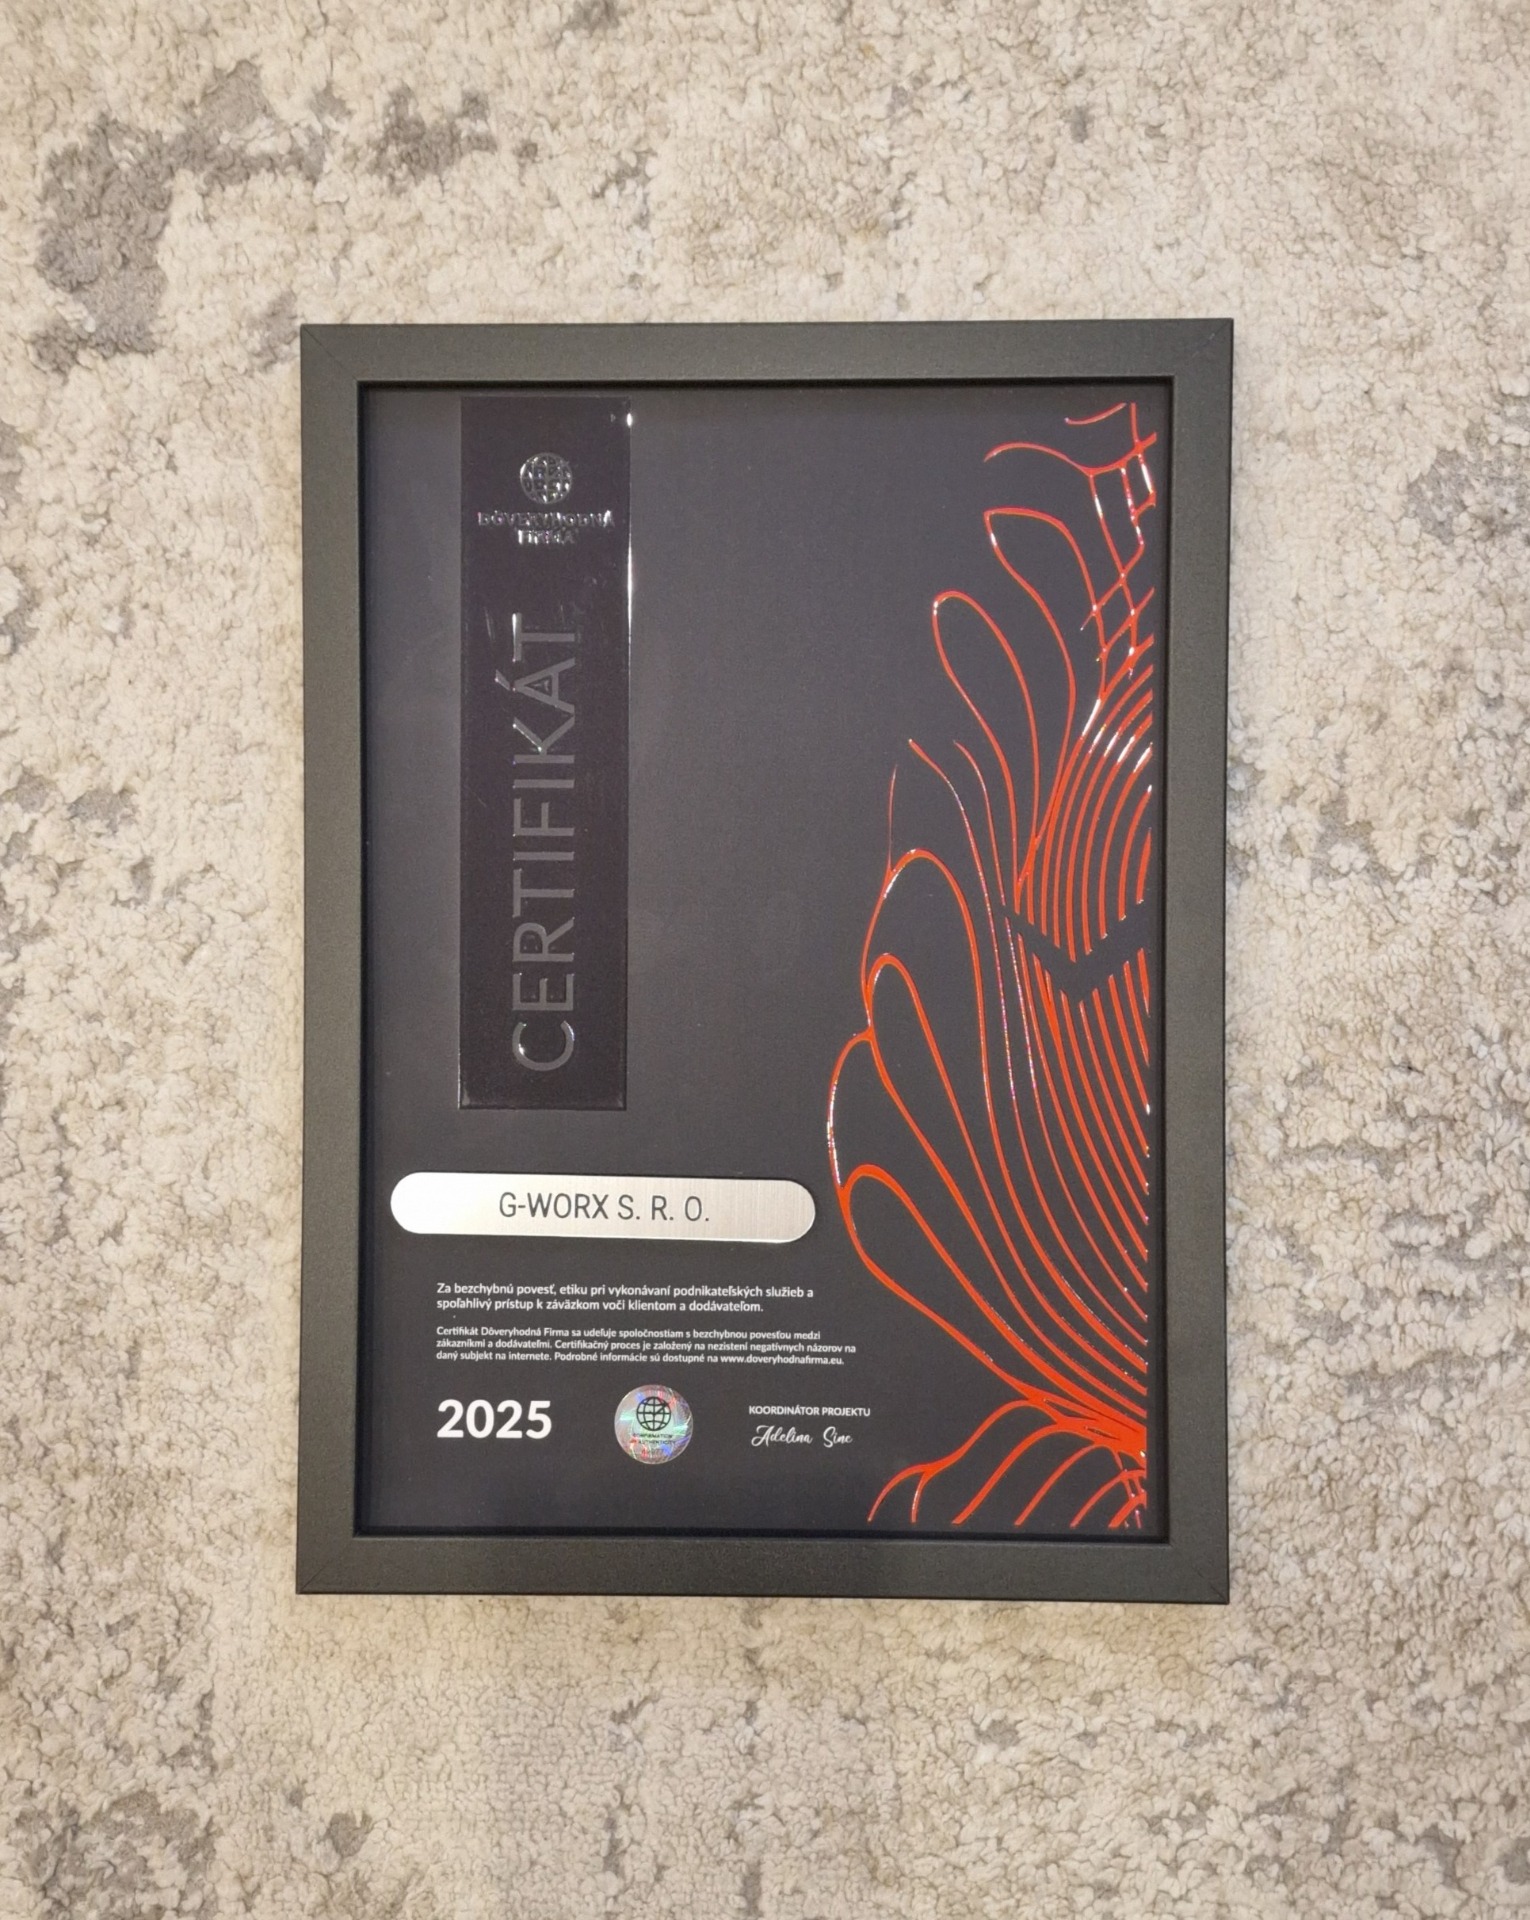 DÔVERYHODNÁ
FIRMA
CERTIFIKÁT
G-WORX S. R. O.
Za bezchybnú povesť, etiku pri vykonávaní podnikateľských služieb a
spoľahlivý prístup k záväzkom voči klientom a dodávateľom.
Certifikát Dôveryhodná Firma sa udeľuje spoločnostiam s bezchybnou povesťou medzi
zákazníkmi a dodávateľmi. Certifikačný proces je založený na nezistení negatívnych názorov na
daný subjekt na internete. Podrobné informácie sú dostupné na www.doveryhodnafirma.eu.
2025
KOORDINÁTOR PROJEKTU
Adelina Sinc